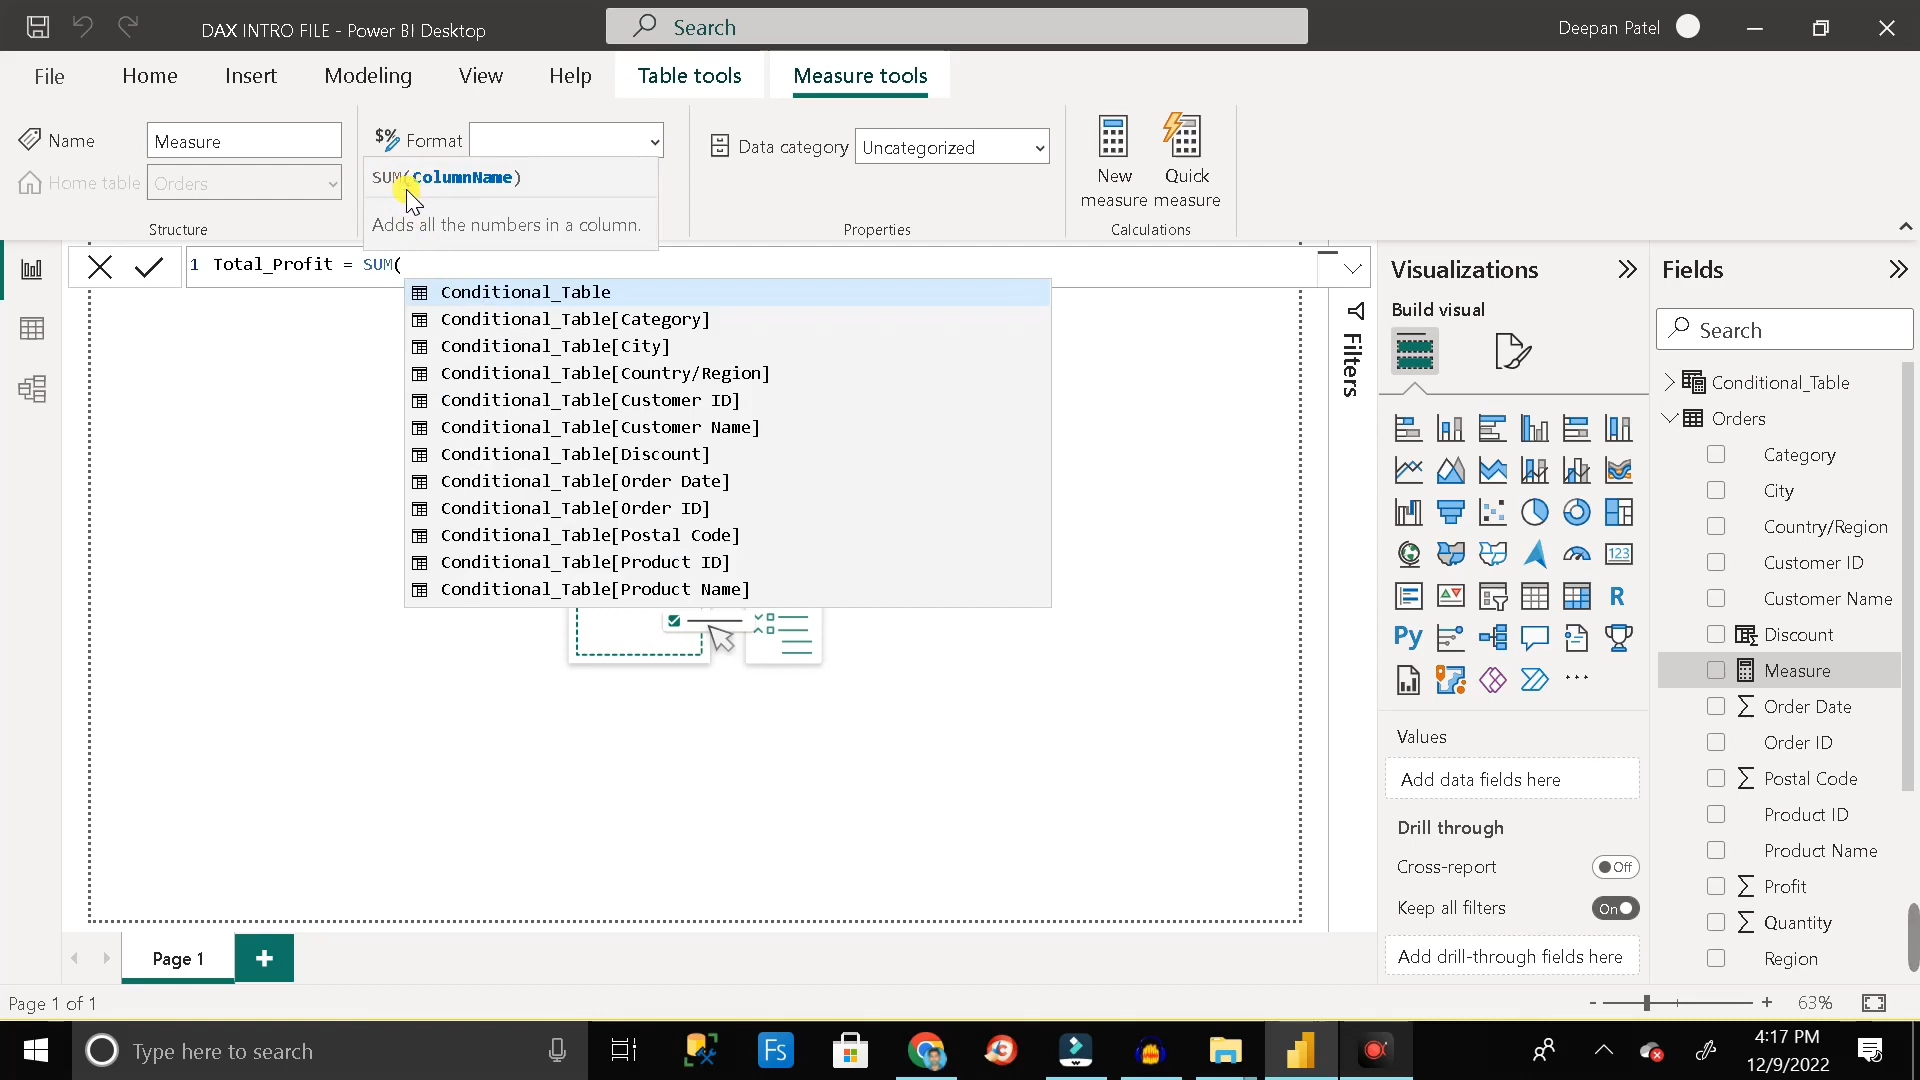 DAX INTRO FILE - Power BI Desktop
Search
Deepan Patel
File Home Insert Modeling View Help Table tools Measure tools
Name Measure
Home table Orders
Structure
$% Format
SUM(ColumnName)
Adds all the numbers in a column.
Data category Uncategorized
Properties
New measure
Quick measure
Calculations
1 Total_Profit = SUM(
Conditional_Table
Conditional_Table[Category]
Conditional_Table[City]
Conditional_Table[Country/Region]
Conditional_Table[Customer ID]
Conditional_Table[Customer Name]
Conditional_Table[Discount]
Conditional_Table[Order Date]
Conditional_Table[Order ID]
Conditional_Table[Postal Code]
Conditional_Table[Product ID]
Conditional_Table[Product Name]
Filters
Visualizations
Build visual
123
R
Py
Values
Add data fields here
Drill through
Cross-report Off
Keep all filters On
Add drill-through fields here
Fields
Search
Conditional_Table
Orders
Category
City
Country/Region
Customer ID
Customer Name
Discount
Measure
Order Date
Order ID
Postal Code
Product ID
Product Name
Profit
Quantity
Region
Page 1
Page 1 of 1
63%
Type here to search
Fs
4:17 PM
12/9/2022